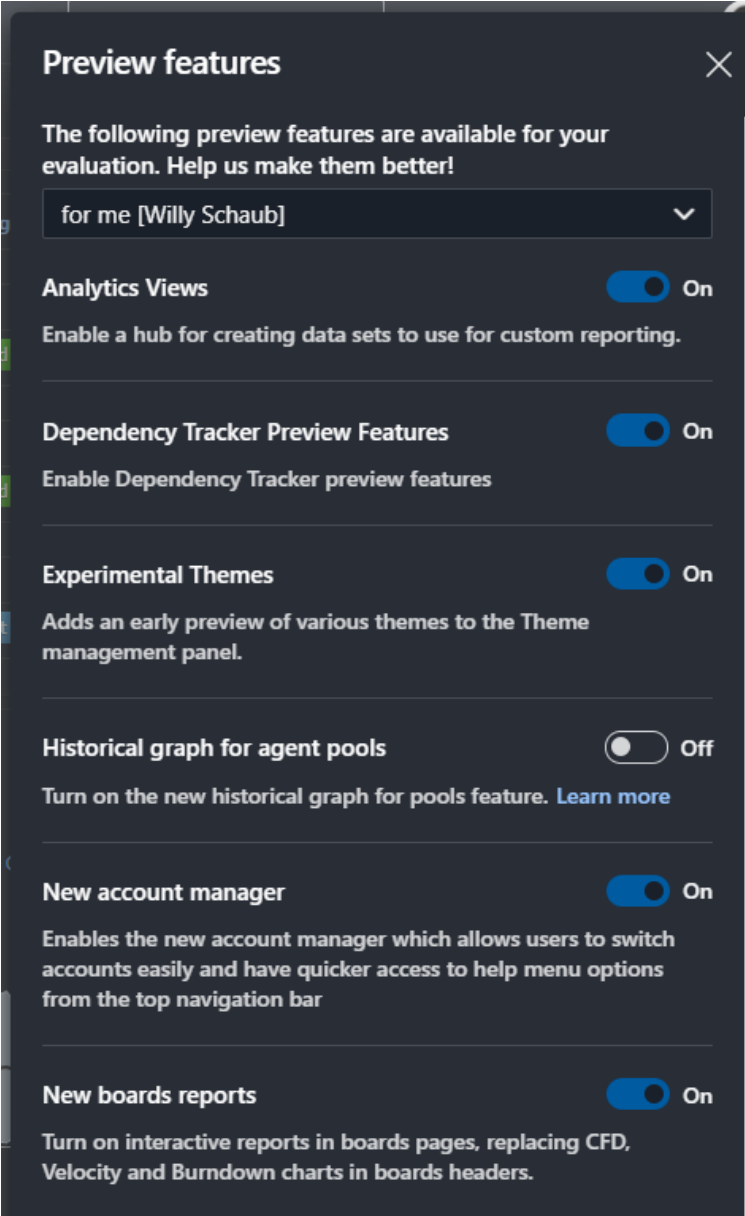 Preview features
The following preview features are available for your
evaluation. Help us make them better!
for me [Willy Schaub]
Analytics Views On
Enable a hub for creating data sets to use for custom reporting.
Dependency Tracker Preview Features On
Enable Dependency Tracker preview features
Experimental Themes On
Adds an early preview of various themes to the Theme
management panel.
Historical graph for agent pools Off
Turn on the new historical graph for pools feature. Learn more
New account manager On
Enables the new account manager which allows users to switch
accounts easily and have quicker access to help menu options
from the top navigation bar
New boards reports On
Turn on interactive reports in boards pages, replacing CFD,
Velocity and Burndown charts in boards headers.